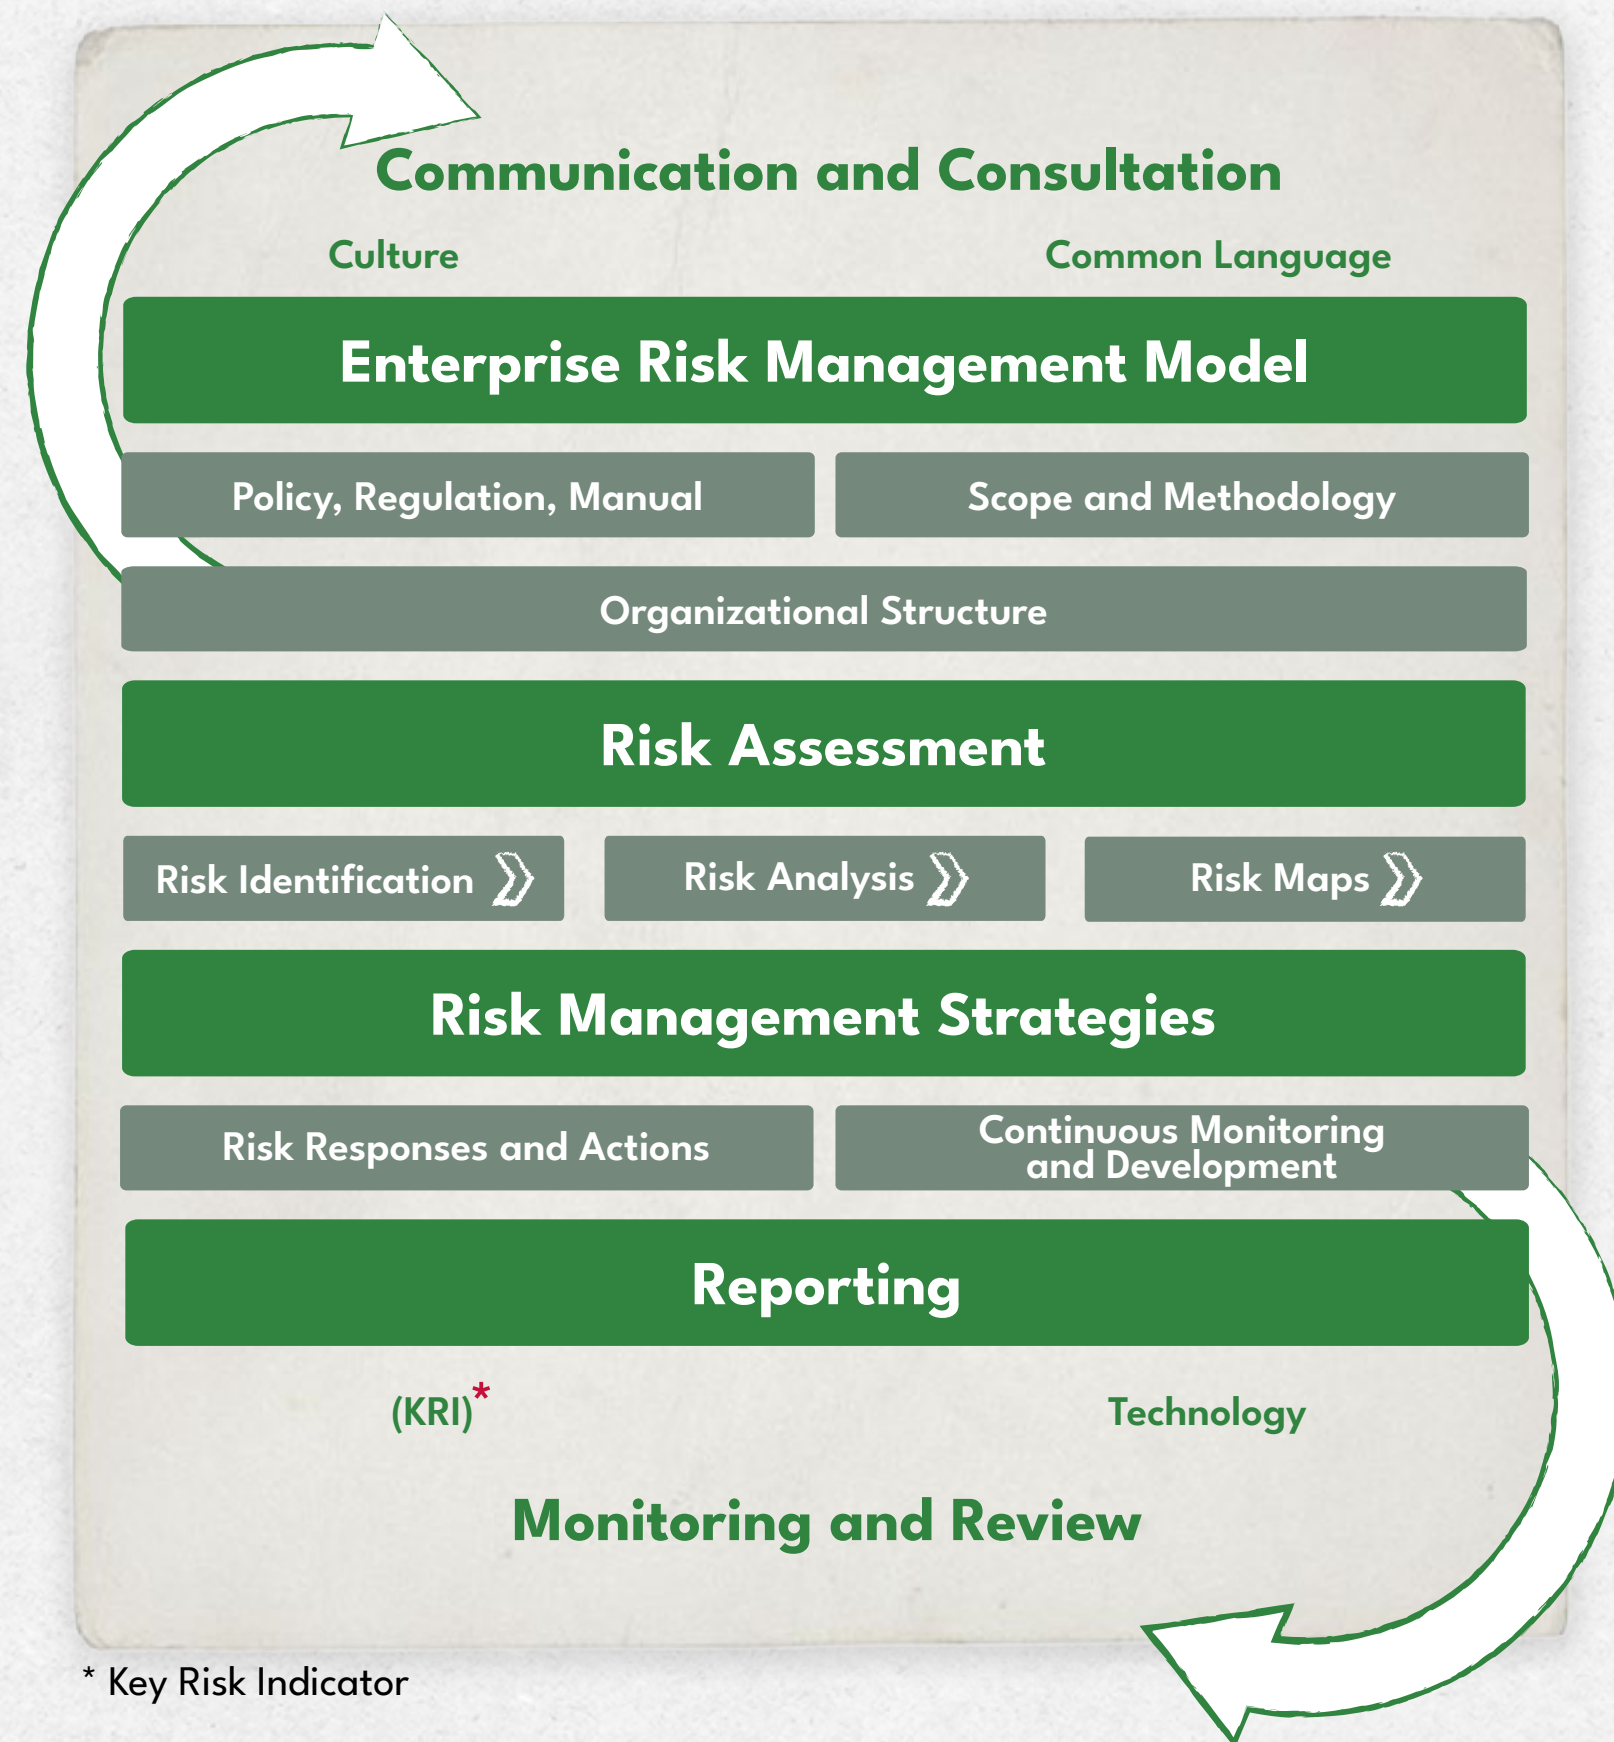 Communication and Consultation
Culture
Common Language
Enterprise Risk Management Model
Policy, Regulation, Manual
Scope and Methodology
Organizational Structure
Risk Assessment
Risk Identification
Risk Analysis
Risk Maps
Risk Management Strategies
Risk Responses and Actions
Continuous Monitoring
and Development
Reporting
(KRI)*
Technology
Monitoring and Review
* Key Risk Indicator